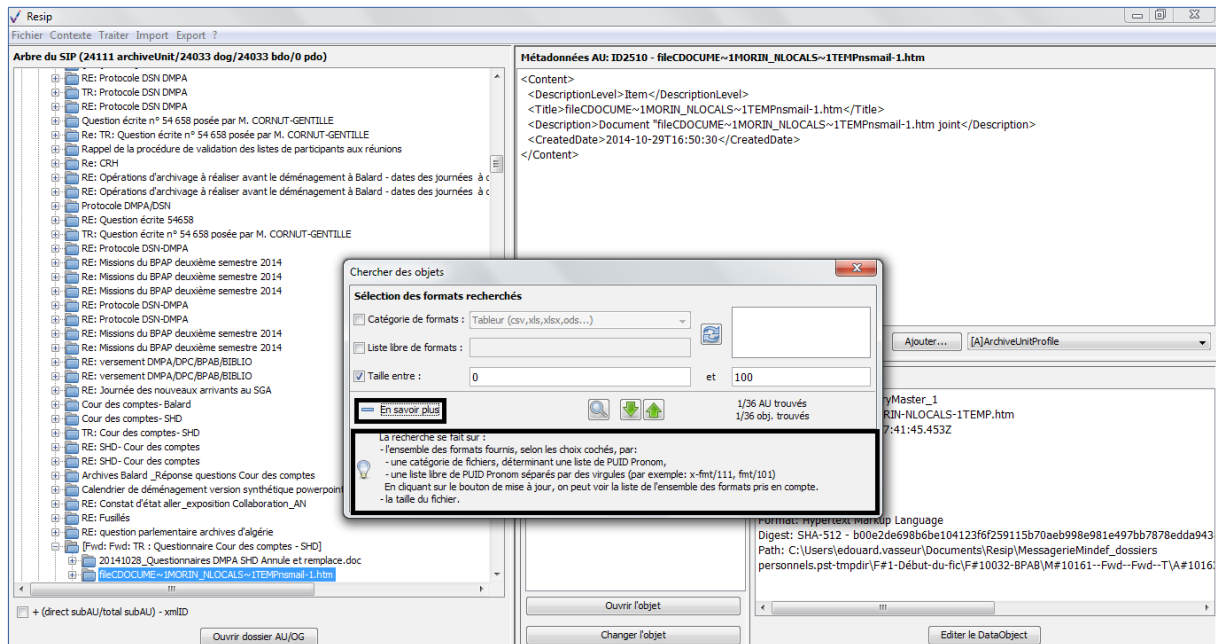 Resip
Fichier Contexte Traiter Import Export ?
Arbre du SIP (24111 archiveUnit/24033 dog/24033 bdo/0 pdo)
RE: Protocole DSN DMPA
TR: Protocole DSN DMPA
RE: Protocole DSN DMPA
Question écrite n° 54 658 posée par M. CORNUT-GENTILLE
Re: TR: Question écrite n° 54 658 posée par M. CORNUT-GENTILLE
Rappel de la procédure de validation des listes de participants aux réunions
Re: CRH
RE: Opérations d'archivage à réaliser avant le déménagement à Balard - dates des journées à
RE: Opérations d'archivage à réaliser avant le déménagement à Balard - dates des journées à
Protocole DMPA/DSN
RE: Question écrite 54658
TR: Question écrite n° 54 658 posée par M. CORNUT-GENTILLE
RE: Protocole DSN-DMPA
RE: Missions du BPAP deuxième semestre 2014
Re: Missions du BPAP deuxième semestre 2014
RE: Missions du BPAP deuxième semestre 2014
RE: Protocole DSN-DMPA
RE: Protocole DSN-DMPA
RE: Missions du BPAP deuxième semestre 2014
Re: Missions du BPAP deuxième semestre 2014
RE: versement DMPA/DPC/BPAB/BIBLIO
RE: versement DMPA/DPC/BPAB/BIBLIO
RE: Journée des nouveaux arrivants au SGA
Cour des comptes- Balard
Cour des comptes- SHD
TR: Cour des comptes- SHD
RE: SHD- Cour des comptes
RE: SHD- Cour des comptes
Archives Balard _Réponse questions Cour des comptes
Calendrier de déménagement version synthétique powerpoint
RE: Constat d'état aller_exposition Collaboration_AN
RE: Fusillés
RE: question parlementaire archives d'algérie
[Fwd: Fwd: TR : Questionnaire Cour des comptes - SHD]
20141028_Questionnaires DMPA SHD Annule et remplace.doc
fileCDOCUME~1MORIN_NLOCALS~1TEMPnsmail-1.htm
+ (direct subAU/total subAU) - xmlID
Ouvrir dossier AU/OG
Métadonnées AU: ID2510 - fileCDOCUME~1MORIN_NLOCALS~1TEMPnsmail-1.htm
<Content>
<DescriptionLevel>Item</DescriptionLevel>
<Title>fileCDOCUME~1MORIN_NLOCALS~1TEMPnsmail-1.htm</Title>
<Description>Document "fileCDOCUME~1MORIN_NLOCALS~1TEMPnsmail-1.htm joint</Description>
<CreatedDate>2014-10-29T16:50:30</CreatedDate>
</Content>
Ajouter... [A]ArchiveUnitProfile
Chercher des objets
Sélection des formats recherchés
Catégorie de formats : Tableur (csv,xls,xlsx,ods...)
Liste libre de formats :
Taille entre : 0 et 100
En savoir plus
1/36 AU trouvés
1/36 obj. trouvés
La recherche se fait sur :
- l'ensemble des formats fournis, selon les choix cochés, par:
- une catégorie de fichiers, déterminant une liste de PUID Pronom,
- une liste libre de PUID Pronom séparés par des virgules (par exemple: x-fmt/111, fmt/101)
En cliquant sur le bouton de mise à jour, on peut voir la liste de l'ensemble des formats pris en compte.
- la taille du fichier.
ryMaster_1
RIN-NLOCALS-1TEMP.htm
7:41:45.453Z
Format: Hypertext Markup Language
Digest: SHA-512 - b00e2de698b6be104123f6f259115b70aeb998e981e497bb7878edda943
Path: C:\Users\edouard.vasseur\Documents\Resip\MessagerieMindef_dossiers
personnels.pst-tmpdir\F#1-Début-du-fic\F#10032-BPAB\M#10161--Fwd--Fwd--T\A#1016
Ouvrir l'objet
Changer l'objet
Editer le DataObject